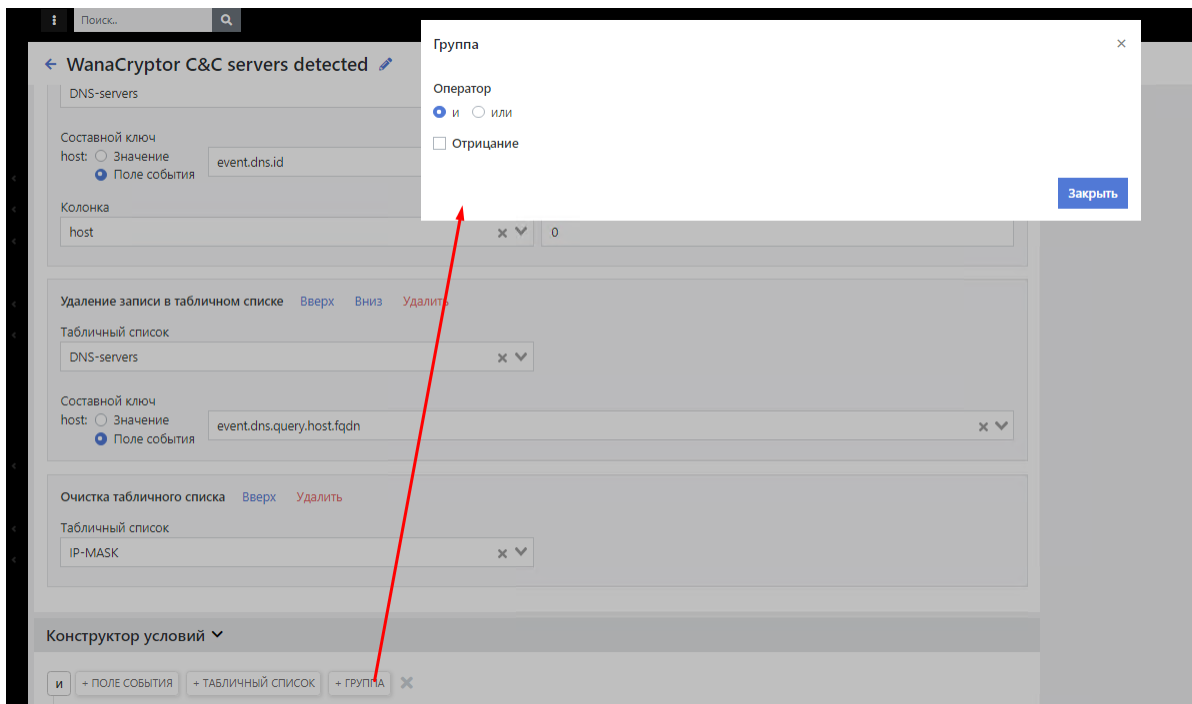 Поиск..
WanaCryptor C&C servers detected
DNS-servers
Составной ключ
host: Значение
Поле события
event.dns.id
Колонка
host
0
Группа
Оператор
и или
Отрицание
Закрыть
Удаление записи в табличном списке Вверх Вниз Удалить
Табличный список
DNS-servers
Составной ключ
host: Значение
Поле события
event.dns.query.host.fqdn
Очистка табличного списка Вверх Удалить
Табличный список
IP-MASK
Конструктор условий
и + ПОЛЕ СОБЫТИЯ + ТАБЛИЧНЫЙ СПИСОК + ГРУППА